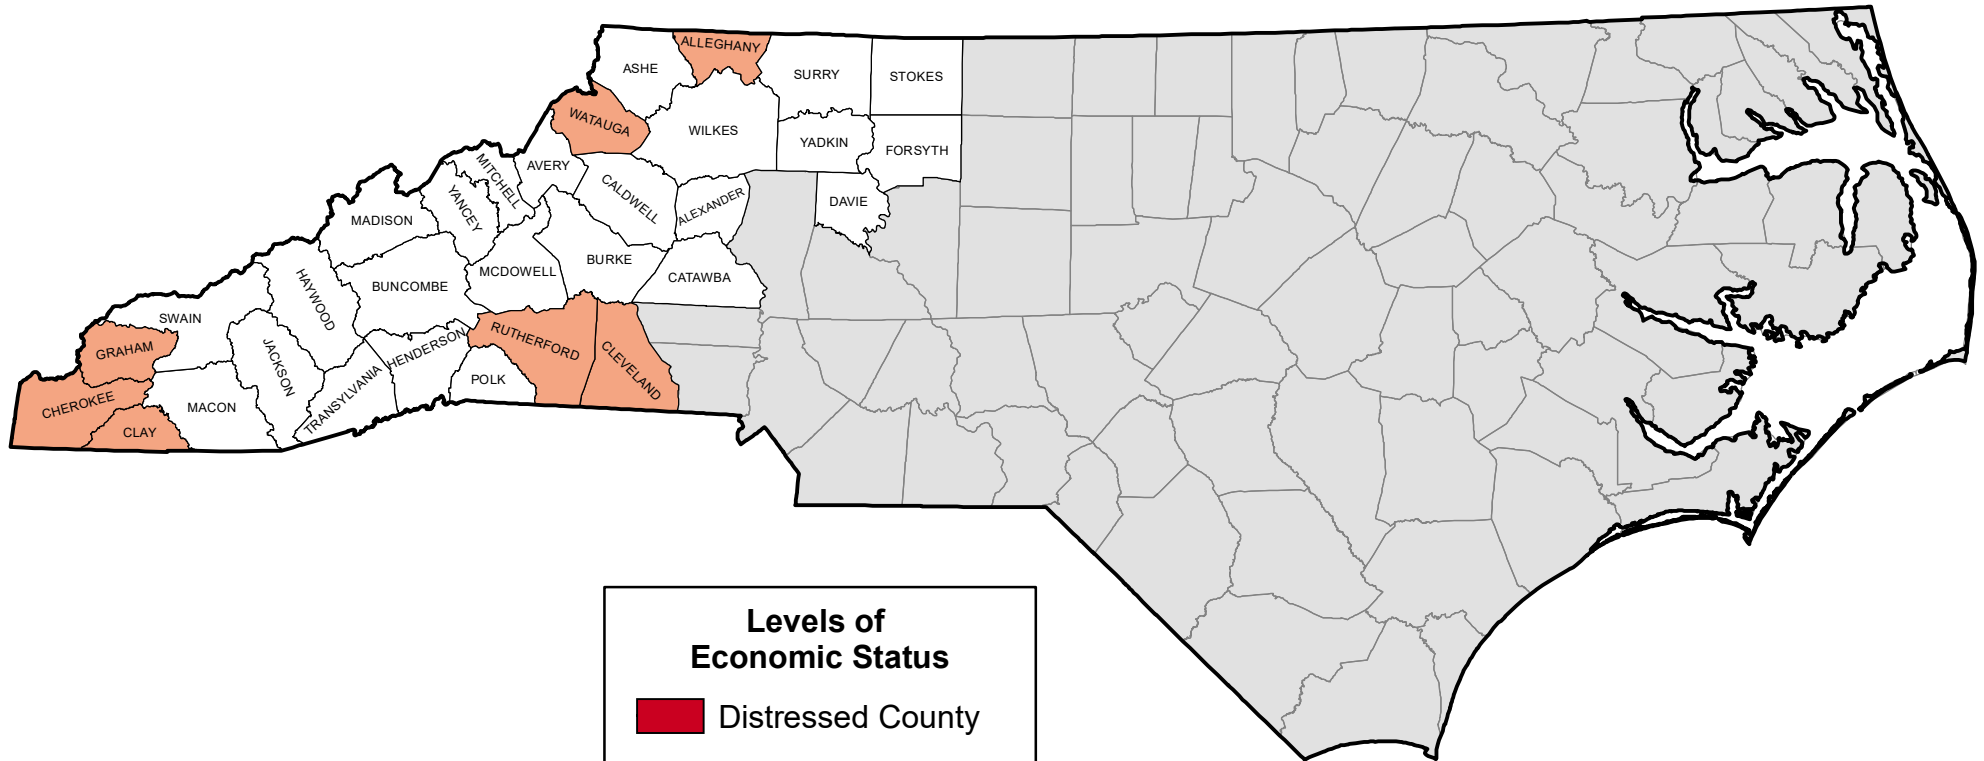 ALLEGHANY
ASHE
SURRY
STOKES
WATAUGA
WILKES
YADKIN
FORSYTH
MITCHELL
AVERY
YANCEY
CALDWELL
ALEXANDER
DAVIE
MADISON
BURKE
MCDOWELL
CATAWBA
BUNCOMBE
HAYWOOD
SWAIN
RUTHERFORD
HENDERSON
GRAHAM
JACKSON
CLEVELAND
POLK
TRANSYLVANIA
CHEROKEE
MACON
CLAY
Levels of
Economic Status
Distressed County